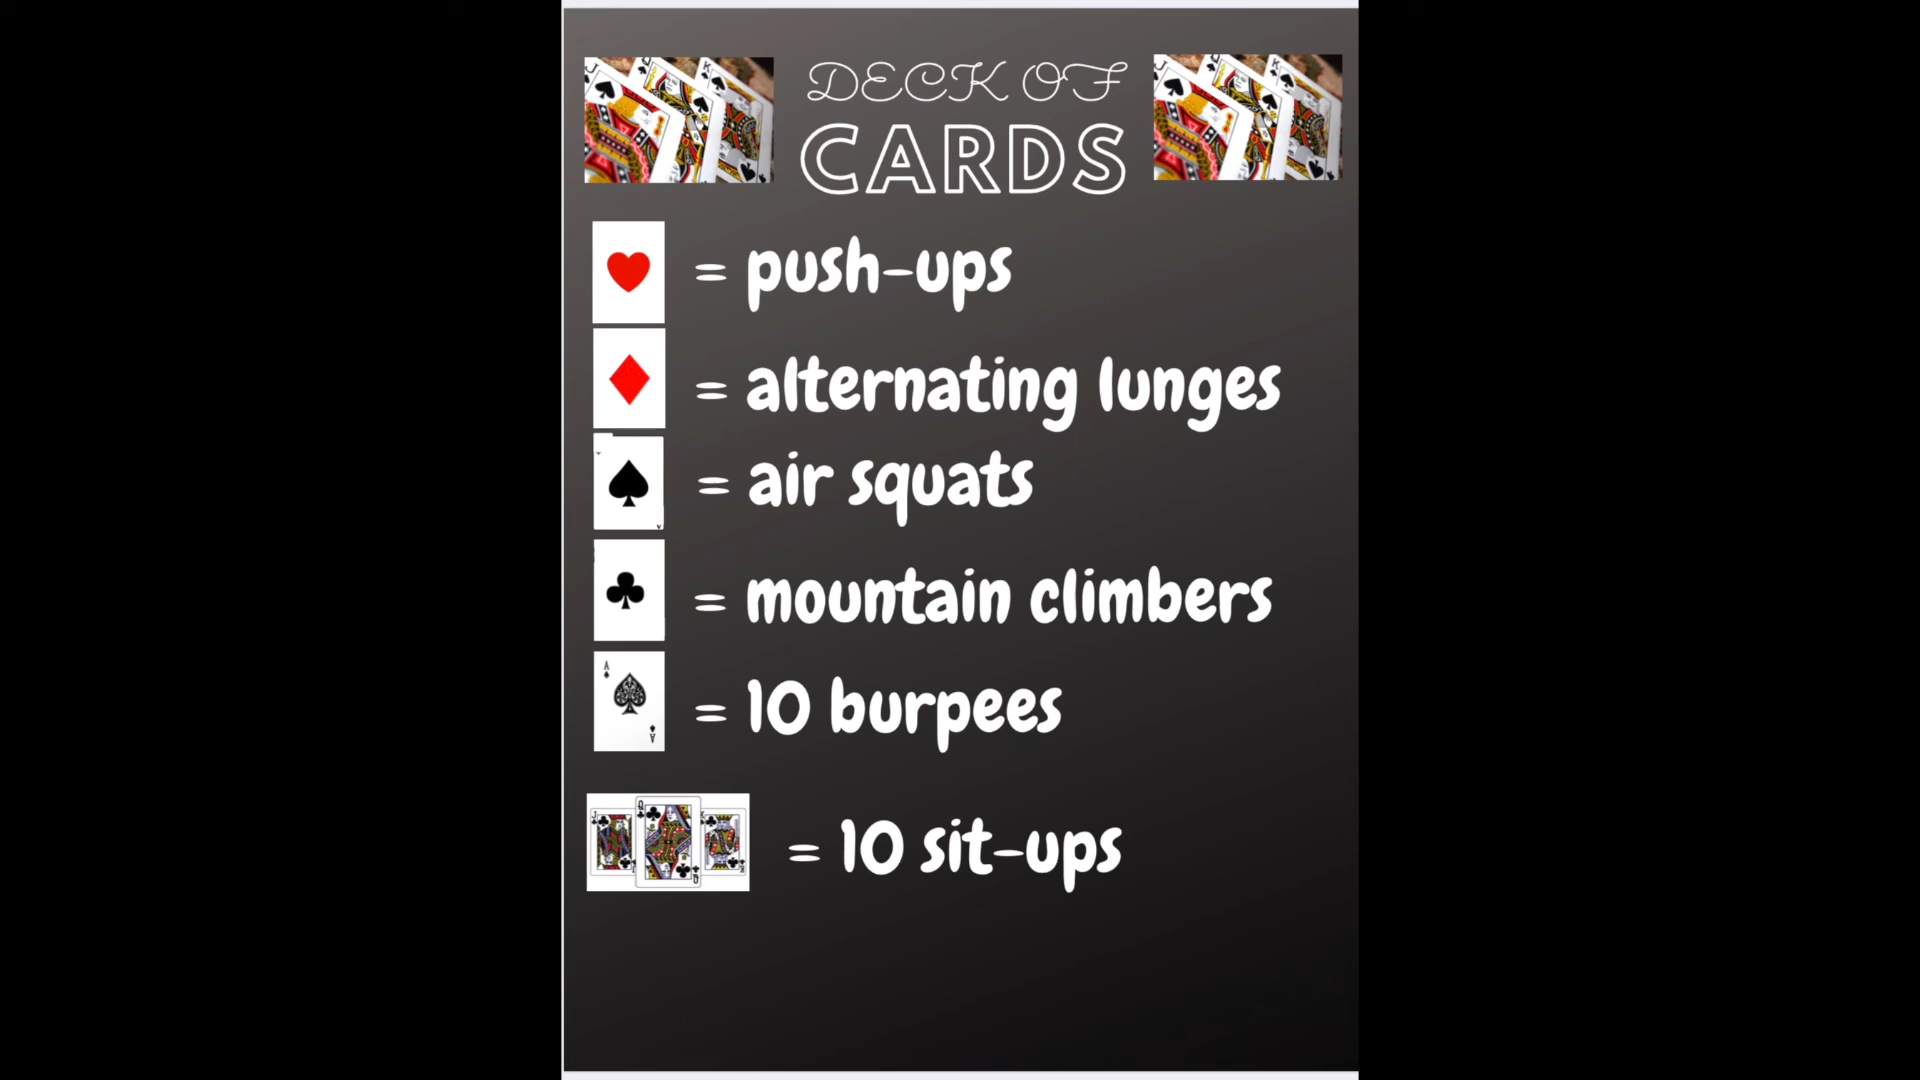 DECK OF
CARDS
= push-ups
= alternating lunges
= air squats
= mountain climbers
= 10 burpees
= 10 sit-ups